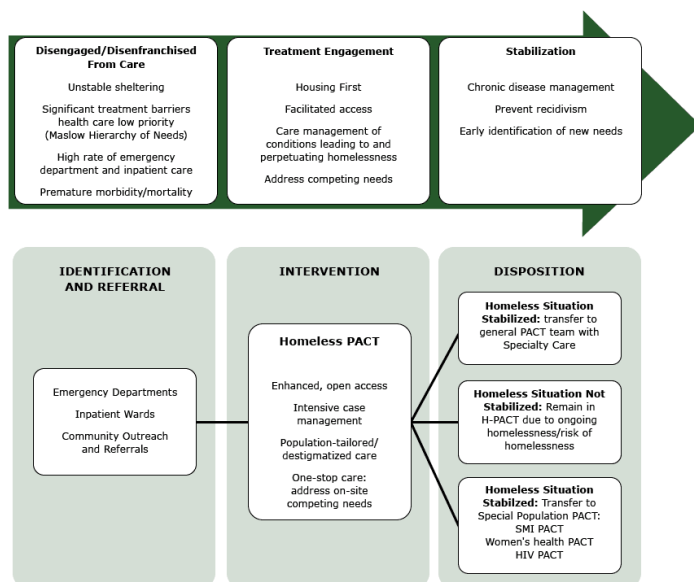 Disengaged/Disenfranchised
From Care
Unstable sheltering
Significant treatment barriers
health care low priority
(Maslow Hierarchy of Needs)
High rate of emergency
department and inpatient care
Premature morbidity/mortality
Treatment Engagement
Housing First
Facilitated access
Care management of
conditions leading to and
perpetuating homelessness
Address competing needs
Stabilization
Chronic disease management
Prevent recidivism
Early identification of new needs
IDENTIFICATION
AND REFERRAL
Emergency Departments
Inpatient Wards
Community Outreach
and Referrals
INTERVENTION
Homeless PACT
Enhanced, open access
Intensive case
management
Population-tailored/
destigmatized care
One-stop care:
address on-site
competing needs
DISPOSITION
Homeless Situation
Stabilized: transfer to
general PACT team with
Specialty Care
Homeless Situation Not
Stabilized: Remain in
H-PACT due to ongoing
homelessness/risk of
homelessness
Homeless Situation
Stabilzed: Transfer to
Special Population PACT:
SMI PACT
Women's health PACT
HIV PACT